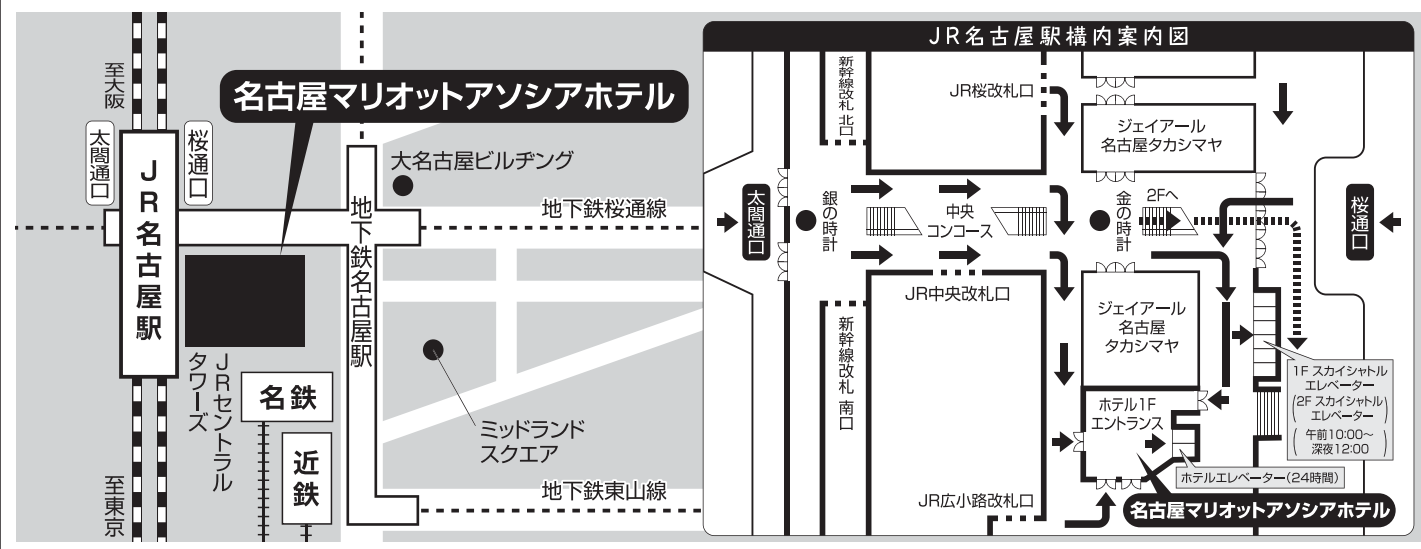 至大阪
太閤通口
桜通口
JR名古屋駅
名古屋マリオットアソシアホテル
大名古屋ビルヂング
地下鉄桜通線
地下鉄名古屋駅
JRセントラル
タワーズ
名鉄
近鉄
ミッドランド
スクエア
地下鉄東山線
至東京
JR名古屋駅構内案内図
新幹線改札 北口
JR桜改札口
ジェイアール
名古屋タカシマヤ
太閤通口
銀の時計
中央
コンコース
金の時計
2Fへ
桜通口
JR中央改札口
新幹線改札 南口
ジェイアール
名古屋
タカシマヤ
1F スカイシャトル
エレベーター
(2F スカイシャトル
エレベーター)
(午前10:00〜
深夜12:00)
ホテル1F
エントランス
ホテルエレベーター(24時間)
JR広小路改札口
名古屋マリオットアソシアホテル